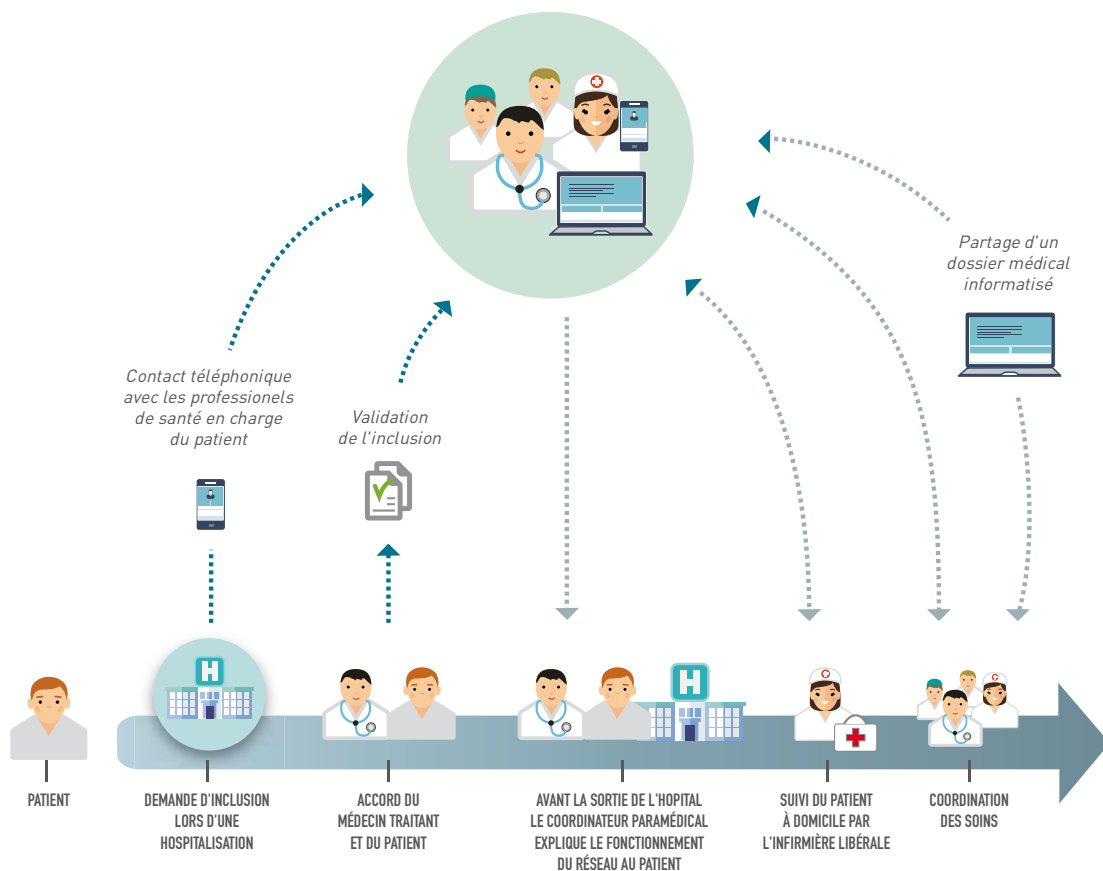 Partage d'un
dossier médical
informatisé
Contact téléphonique
avec les professionels
de santé en charge
du patient
Validation
de l'inclusion
H
H
PATIENT
DEMANDE D'INCLUSION
LORS D'UNE
HOSPITALISATION
ACCORD DU
MÉDECIN TRAITANT
ET DU PATIENT
AVANT LA SORTIE DE L'HOPITAL
LE COORDINATEUR PARAMÉDICAL
EXPLIQUE LE FONCTIONNEMENT
DU RÉSEAU AU PATIENT
SUIVI DU PATIENT
À DOMICILE PAR
L'INFIRMIÈRE LIBÉRALE
COORDINATION
DES SOINS